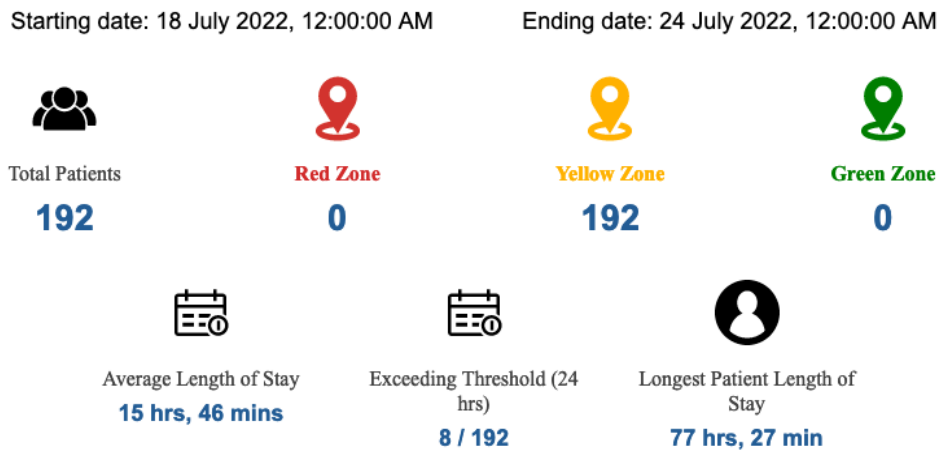 Starting date: 18 July 2022, 12:00:00 AM
Ending date: 24 July 2022, 12:00:00 AM
Total Patients
192
Red Zone
0
Yellow Zone
192
Green Zone
0
Average Length of Stay
15 hrs, 46 mins
Exceeding Threshold (24
hrs)
8 / 192
Longest Patient Length of
Stay
77 hrs, 27 min